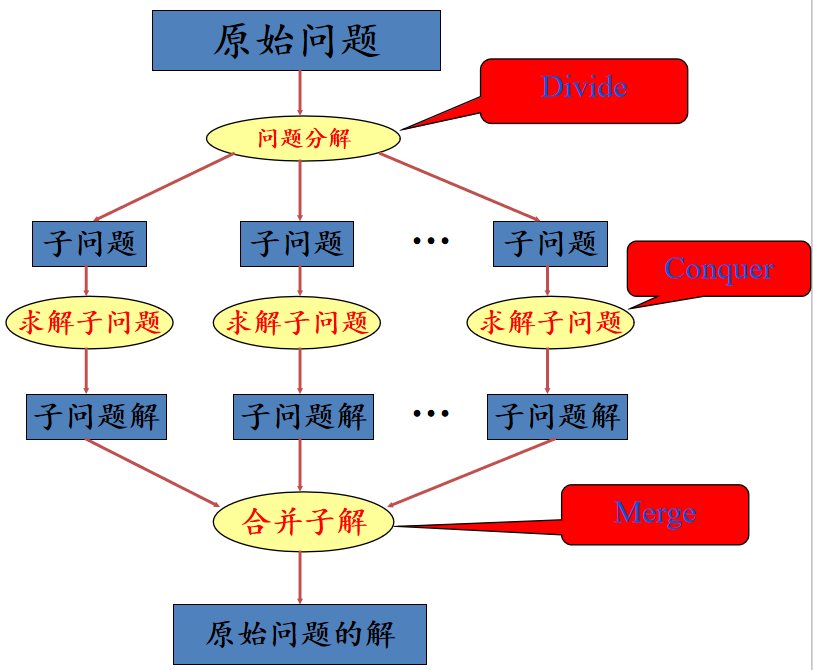 原始问题
Divide
问题分解
子问题
子问题
...
子问题
Conquer
求解子问题
求解子问题
求解子问题
子问题解
子问题解
...
子问题解
合并子解
Merge
原始问题的解